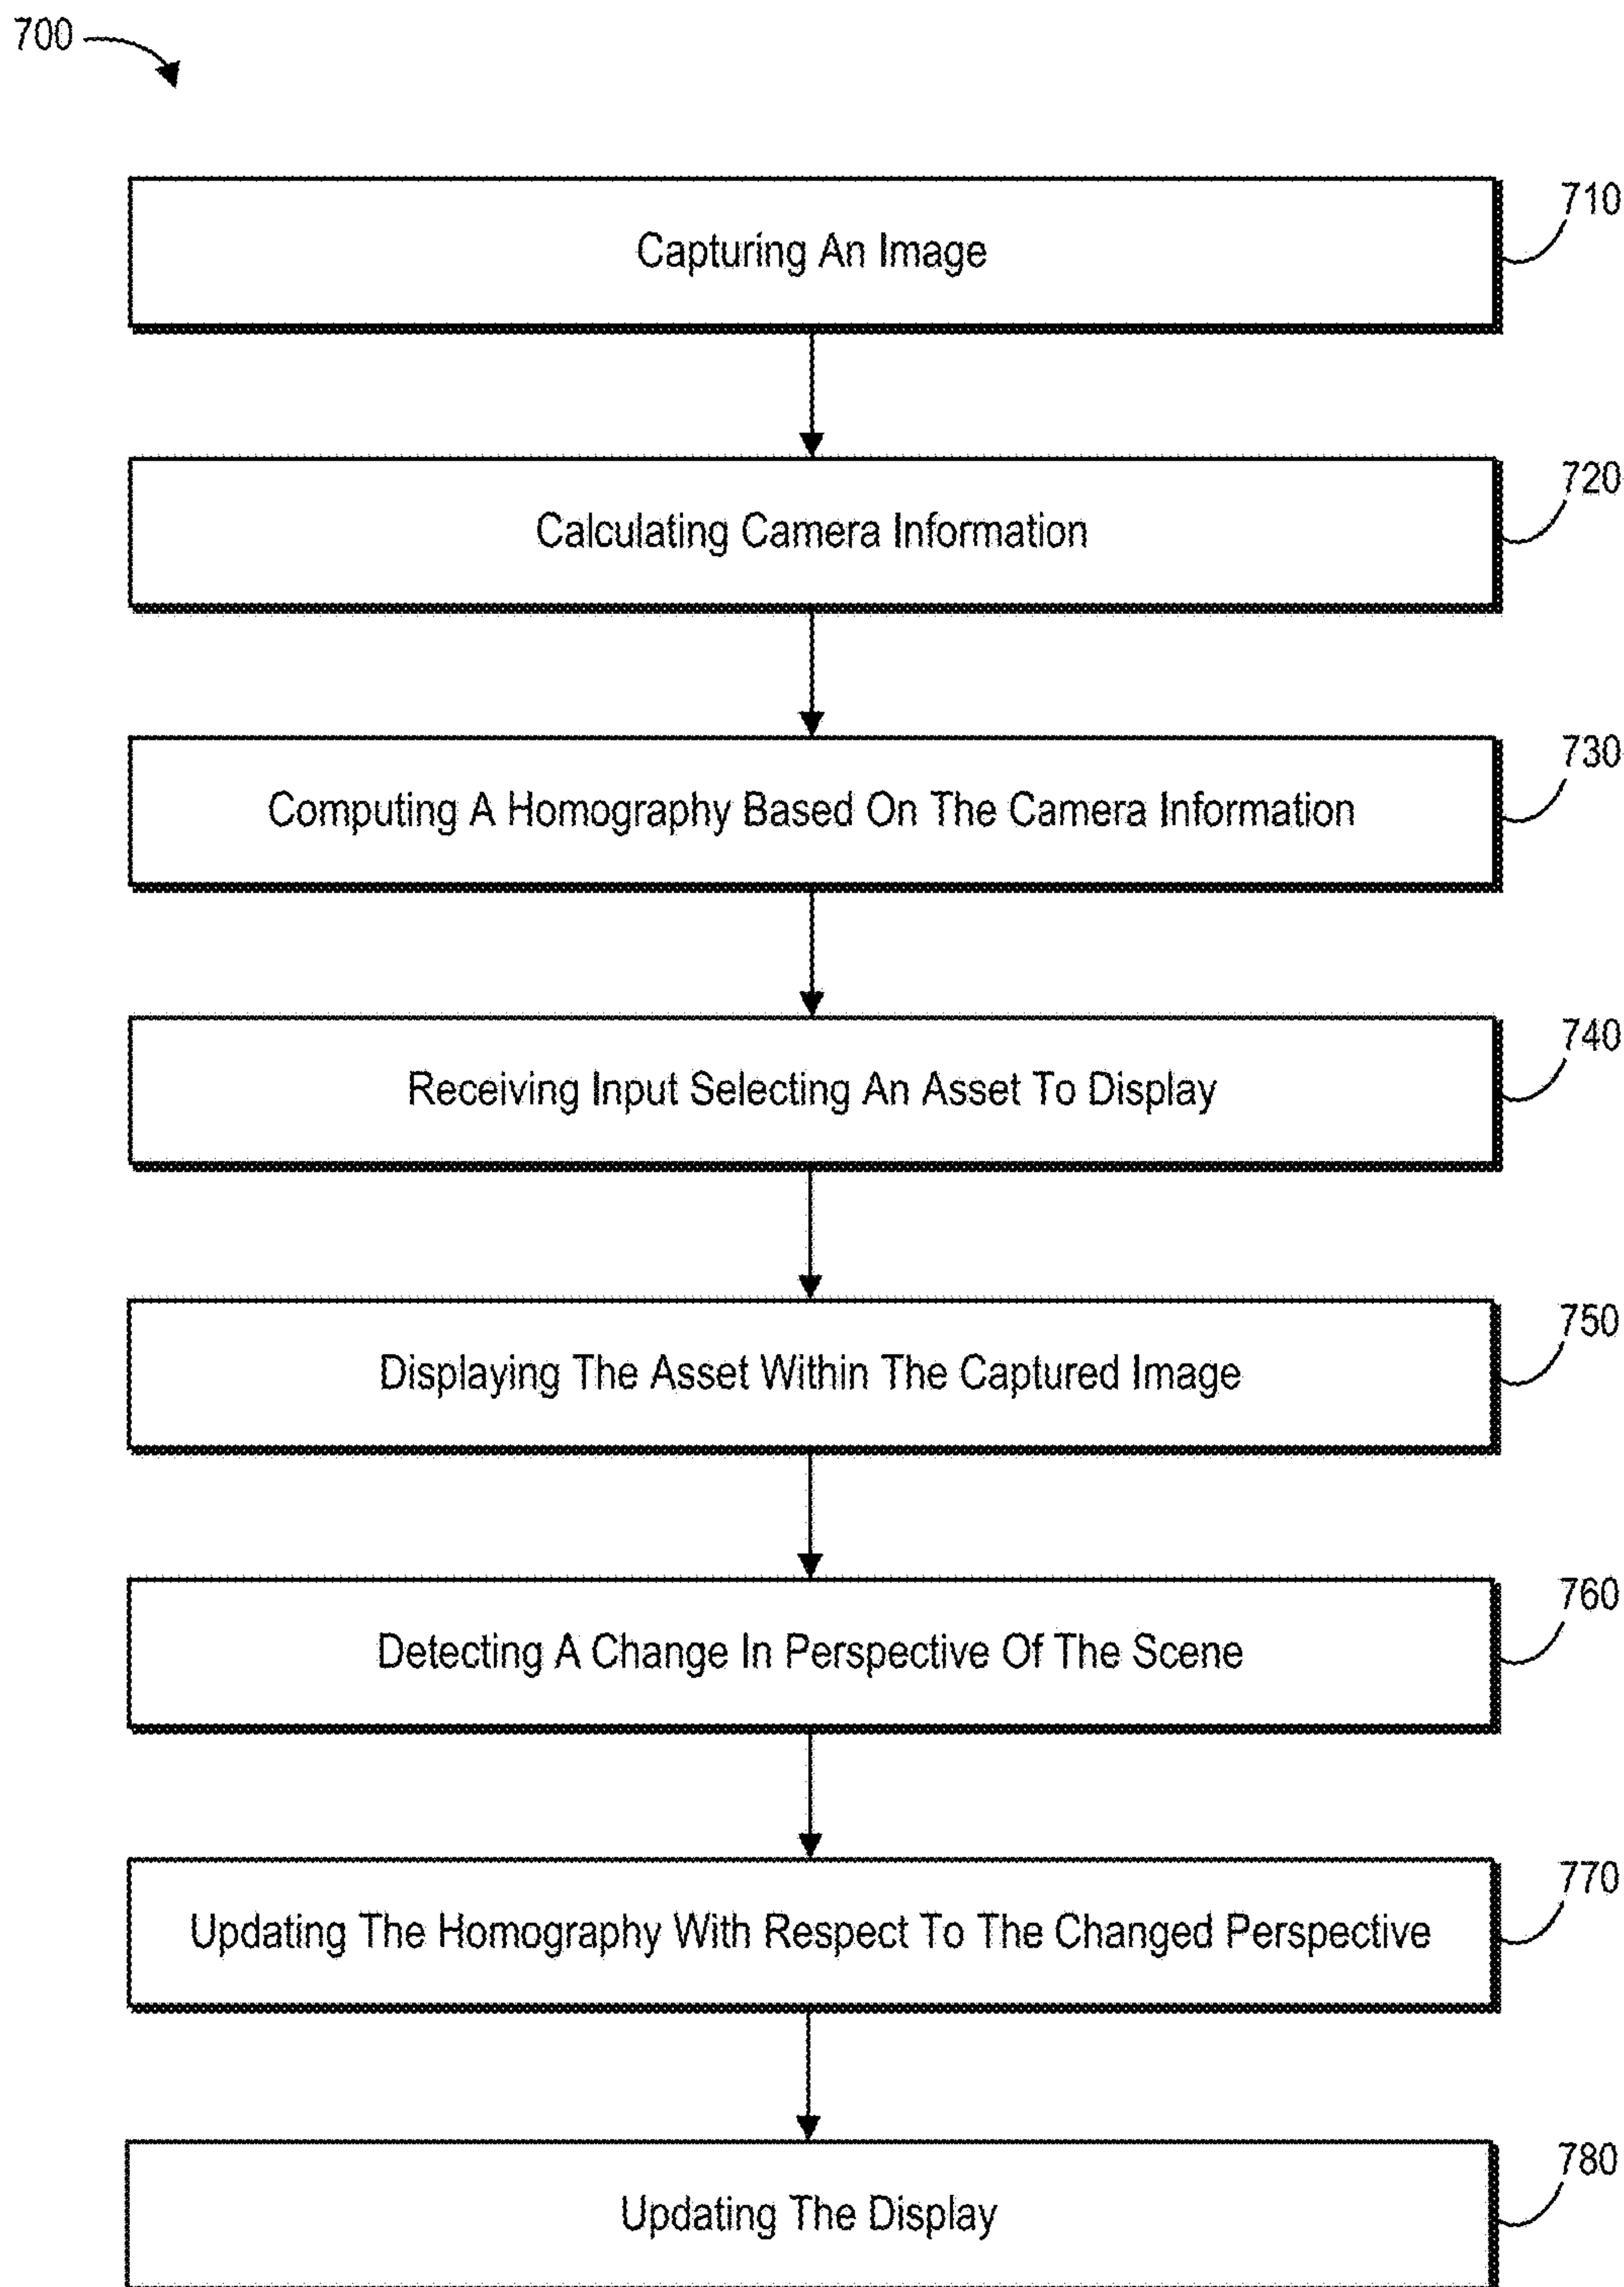 700
Capturing An Image
710
Calculating Camera Information
720
Computing A Homography Based On The Camera Information
730
Receiving Input Selecting An Asset To Display
740
Displaying The Asset Within The Captured Image
750
Detecting A Change In Perspective Of The Scene
760
Updating The Homography With Respect To The Changed Perspective
770
Updating The Display
780